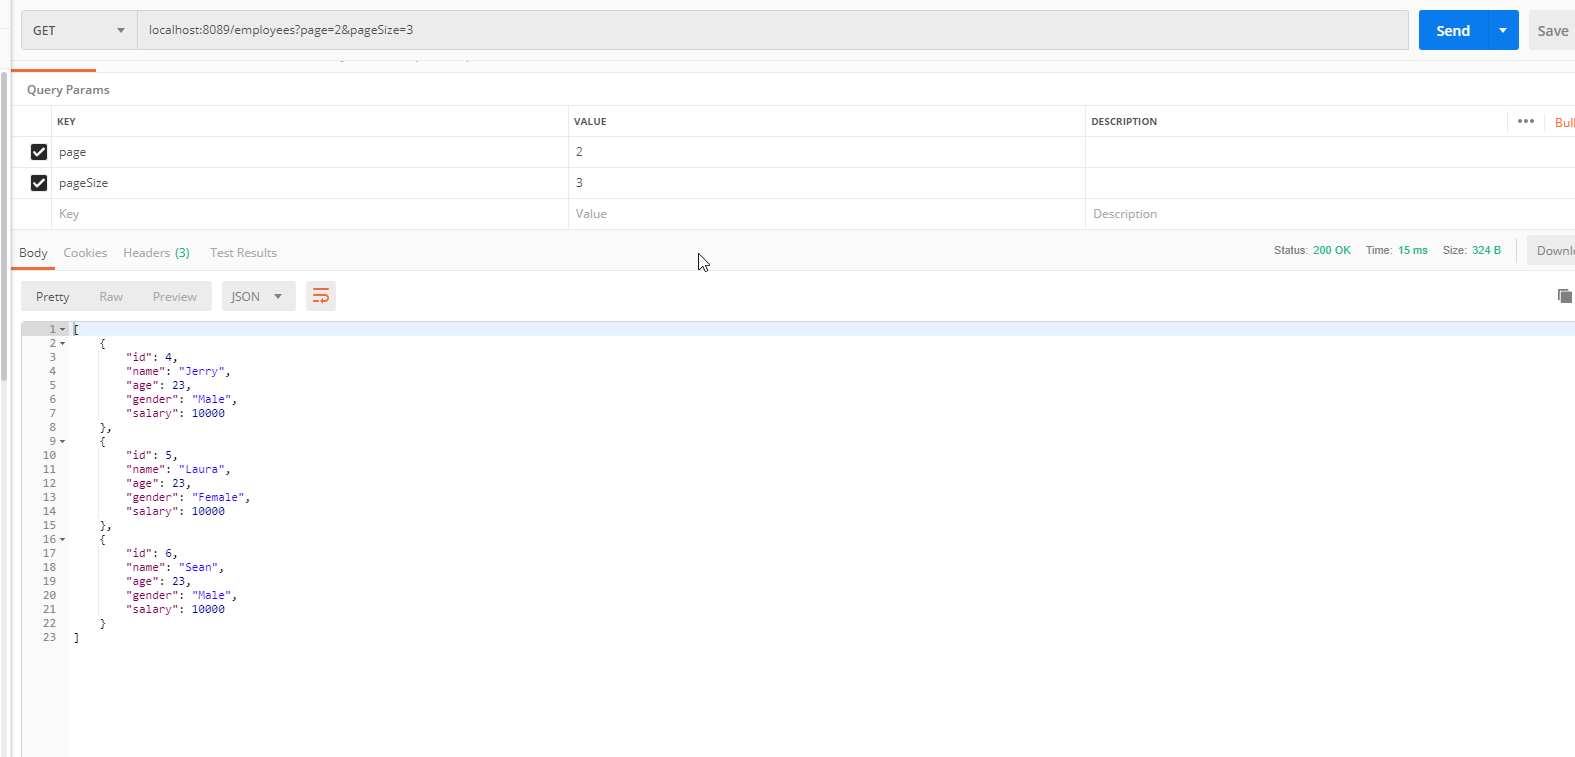 GET localhost:8089/employees?page=2&pageSize=3 Send Save
Query Params
KEY VALUE DESCRIPTION ••• Bul
page 2
pageSize 3
Key Value Description
Body Cookies Headers (3) Test Results Status: 200 OK Time: 15 ms Size: 324 B Downl
Pretty Raw Preview JSON
1 [
2 {
3 "id": 4,
4 "name": "Jerry",
5 "age": 23,
6 "gender": "Male",
7 "salary": 10000
8 },
9 {
10 "id": 5,
11 "name": "Laura",
12 "age": 23,
13 "gender": "Female",
14 "salary": 10000
15 },
16 {
17 "id": 6,
18 "name": "Sean",
19 "age": 23,
20 "gender": "Male",
21 "salary": 10000
22 }
23 ]